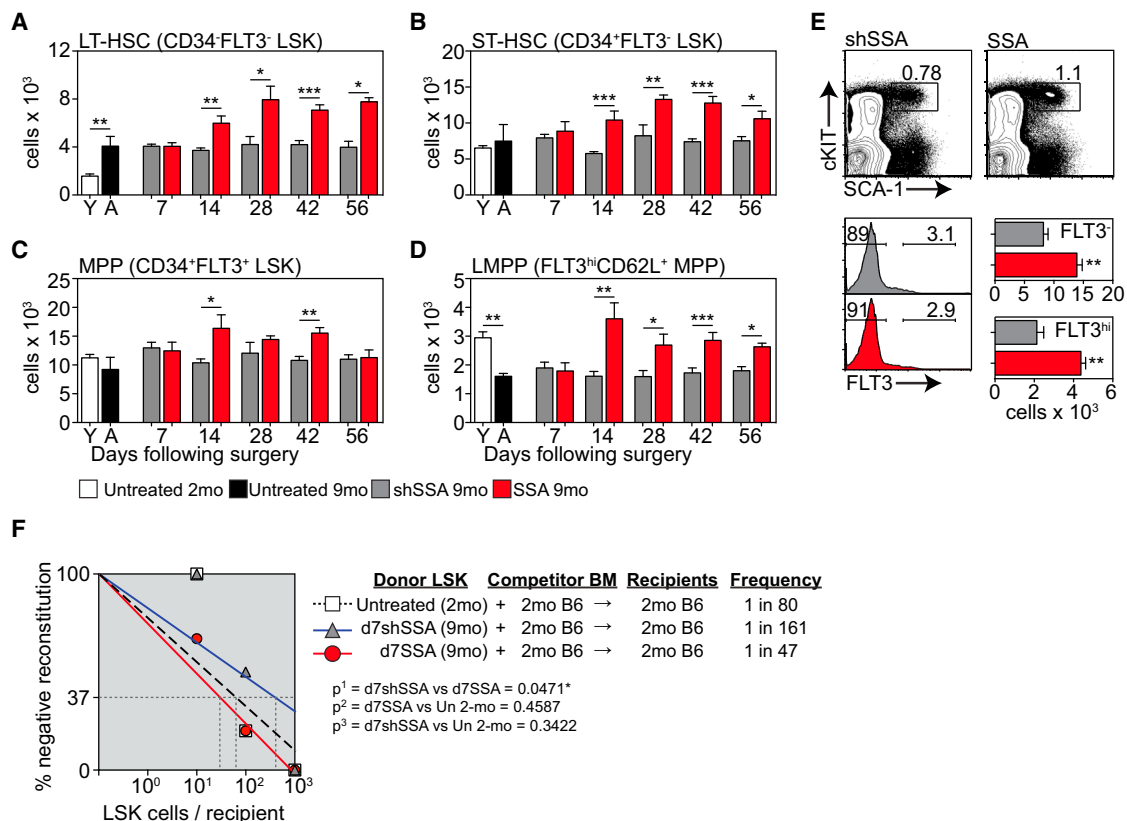 A
LT-HSC (CD34-FLT3- LSK)
cells x 10³
12
8
4
0
** ** * *** *
Y A 7 14 28 42 56
B
ST-HSC (CD34+FLT3- LSK)
cells x 10³
20
15
10
5
0
*** ** *** *
Y A 7 14 28 42 56
C
MPP (CD34+FLT3+ LSK)
cells x 10³
25
20
15
10
5
0
* **
Y A 7 14 28 42 56
Days following surgery
D
LMPP (FLT3hiCD62L+ MPP)
cells x 10³
5
4
3
2
1
0
** ** * *** *
Y A 7 14 28 42 56
Days following surgery
Untreated 2mo Untreated 9mo shSSA 9mo SSA 9mo
E
shSSA SSA
0.78 1.1
cKIT
SCA-1
89 3.1
91 2.9
FLT3
FLT3-
**
0 5 10 15 20
FLT3hi
**
0 2 4 6
cells x 10³
F
% negative reconstitution
100
37
0
10⁰ 10¹ 10² 10³
LSK cells / recipient
Donor LSK Competitor BM Recipients Frequency
Untreated (2mo) + 2mo B6 → 2mo B6 1 in 80
d7shSSA (9mo) + 2mo B6 → 2mo B6 1 in 161
d7SSA (9mo) + 2mo B6 → 2mo B6 1 in 47
p¹ = d7shSSA vs d7SSA = 0.0471*
p² = d7SSA vs Un 2-mo = 0.4587
p³ = d7shSSA vs Un 2-mo = 0.3422